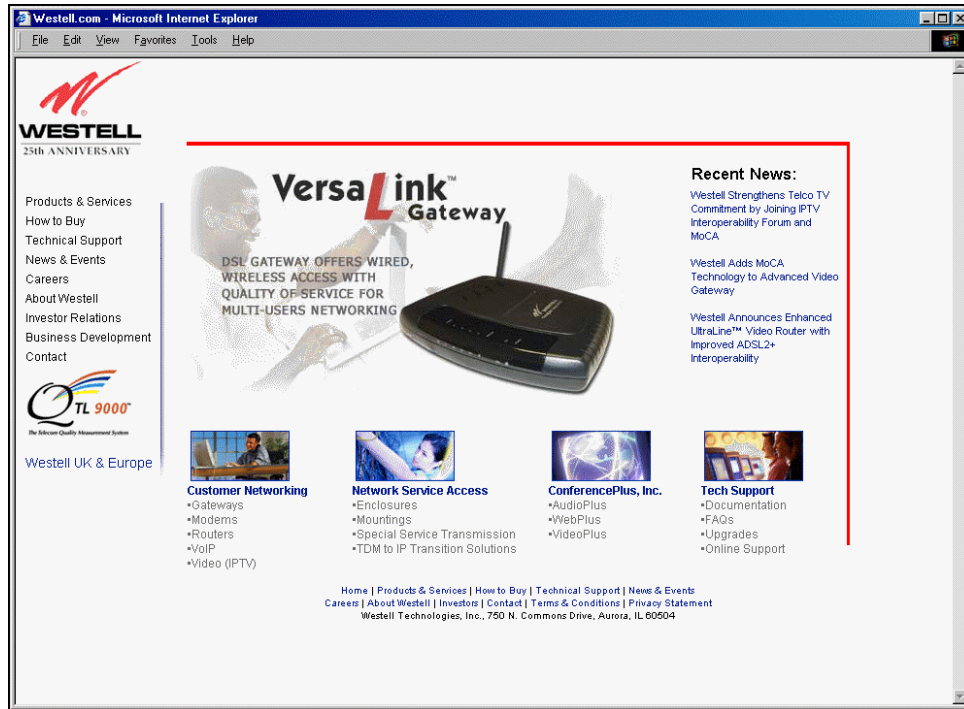 Westell.com - Microsoft Internet Explorer
File Edit View Favorites Tools Help
WESTELL
25th ANNIVERSARY
Products & Services
How to Buy
Technical Support
News & Events
Careers
About Westell
Investor Relations
Business Development
Contact
QTL 9000™
The Telecom Quality Measurement System
Westell UK & Europe
VersaLink™
Gateway
DSL GATEWAY OFFERS WIRED,
WIRELESS ACCESS WITH
QUALITY OF SERVICE FOR
MULTI-USERS NETWORKING
Recent News:
Westell Strengthens Telco TV
Commitment by Joining IPTV
Interoperability Forum and
MoCA
Westell Adds MoCA
Technology to Advanced Video
Gateway
Westell Announces Enhanced
UltraLine™ Video Router with
Improved ADSL2+
Interoperability
Customer Networking
▪Gateways
▪Modems
▪Routers
▪VoIP
▪Video (IPTV)
Network Service Access
▪Enclosures
▪Mountings
▪Special Service Transmission
▪TDM to IP Transition Solutions
ConferencePlus, Inc.
▪AudioPlus
▪WebPlus
▪VideoPlus
Tech Support
▪Documentation
▪FAQs
▪Upgrades
▪Online Support
Home | Products & Services | How to Buy | Technical Support | News & Events
Careers | About Westell | Investors | Contact | Terms & Conditions | Privacy Statement
Westell Technologies, Inc., 750 N. Commons Drive, Aurora, IL 60504